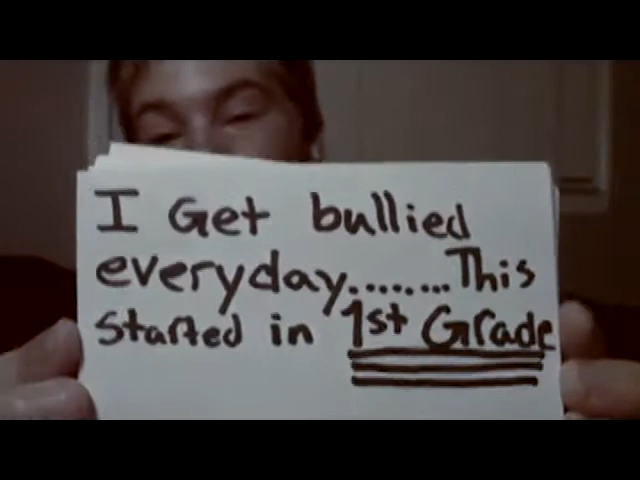 I Get bullied
everyday........This
started in 1st Grade